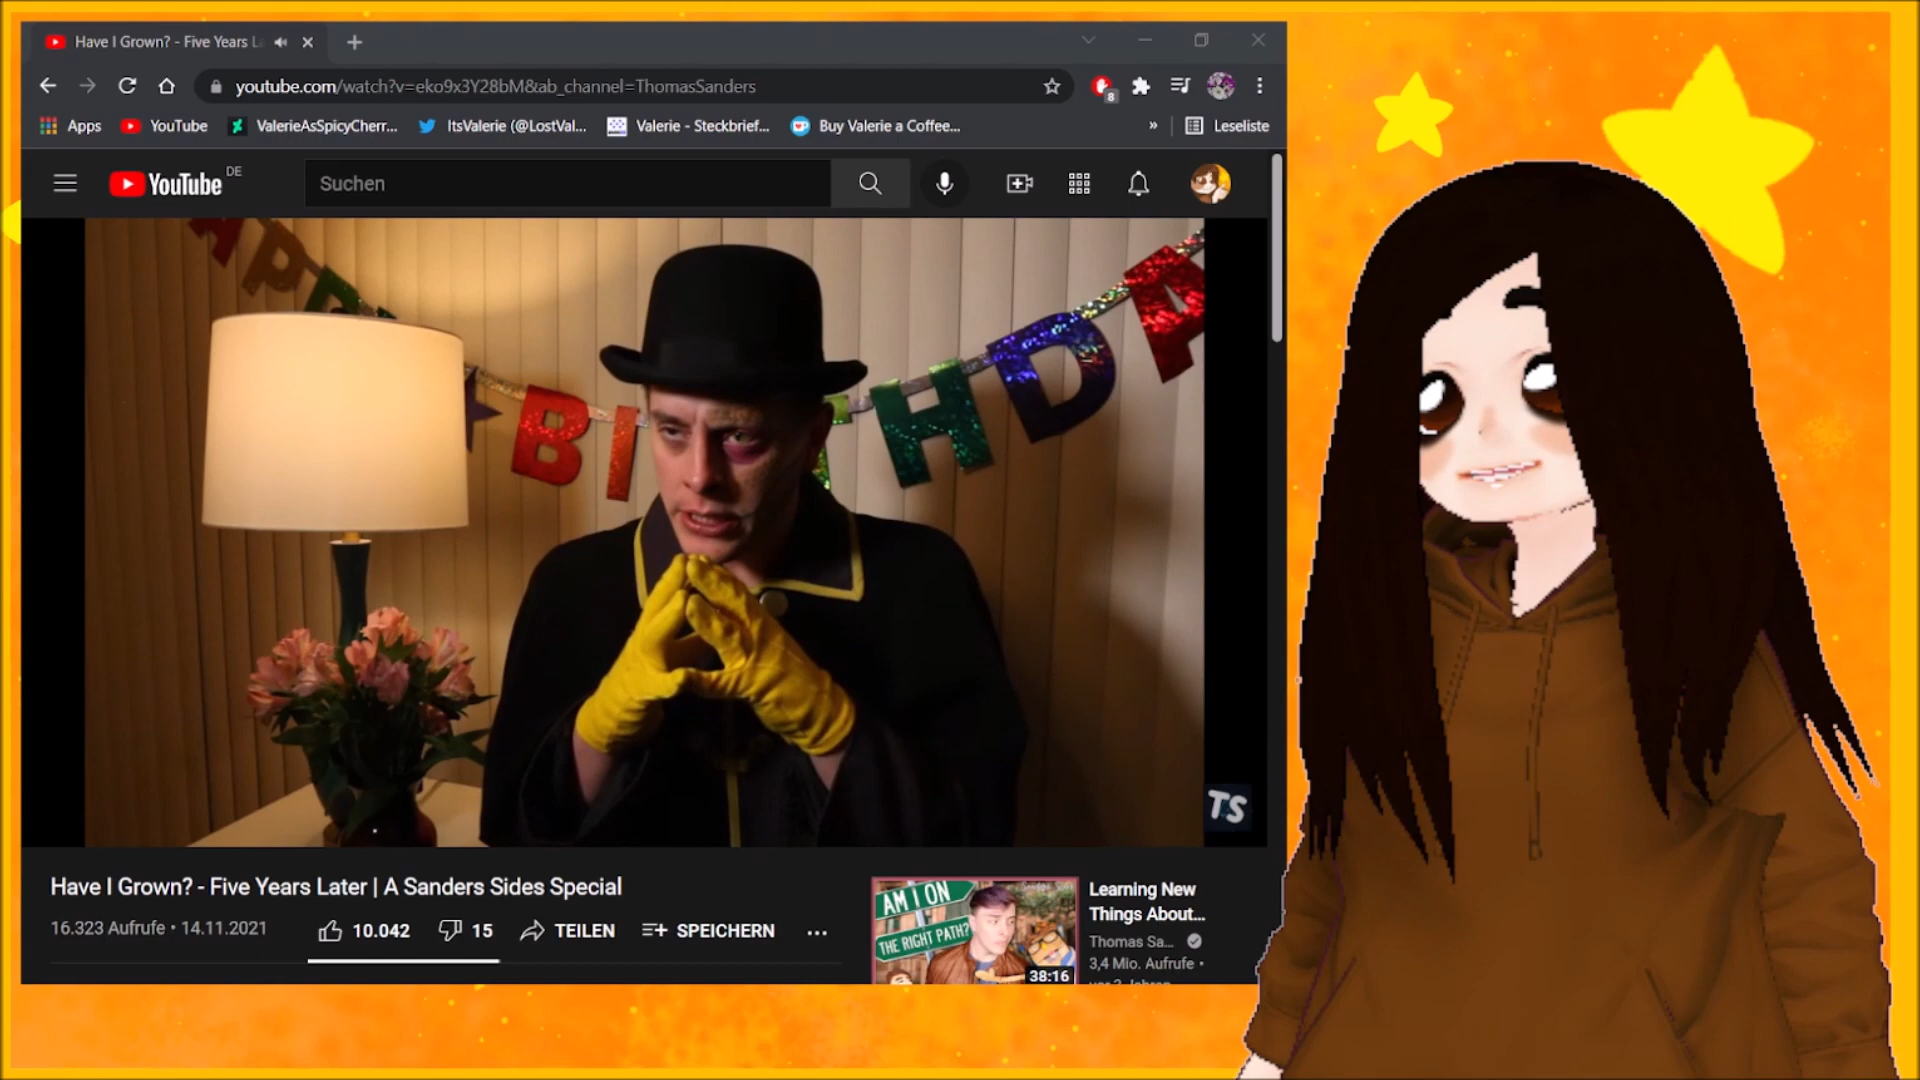 Have I Grown? - Five Years L
youtube.com/watch?v=eko9x3Y28bM&ab_channel=ThomasSanders
8
Apps YouTube ValerieAsSpicyCherr... ItsValerie (@LostVal... Valerie - Steckbrief... Buy Valerie a Coffee... » Leseliste
YouTube DE
Suchen
APP
BI THDA
TS
Have I Grown? - Five Years Later | A Sanders Sides Special
16.323 Aufrufe • 14.11.2021 10.042 15 TEILEN SPEICHERN ...
AM I ON
THE RIGHT PATH?
38:16
Learning New
Things About...
Thomas Sa...
3,4 Mio. Aufrufe •